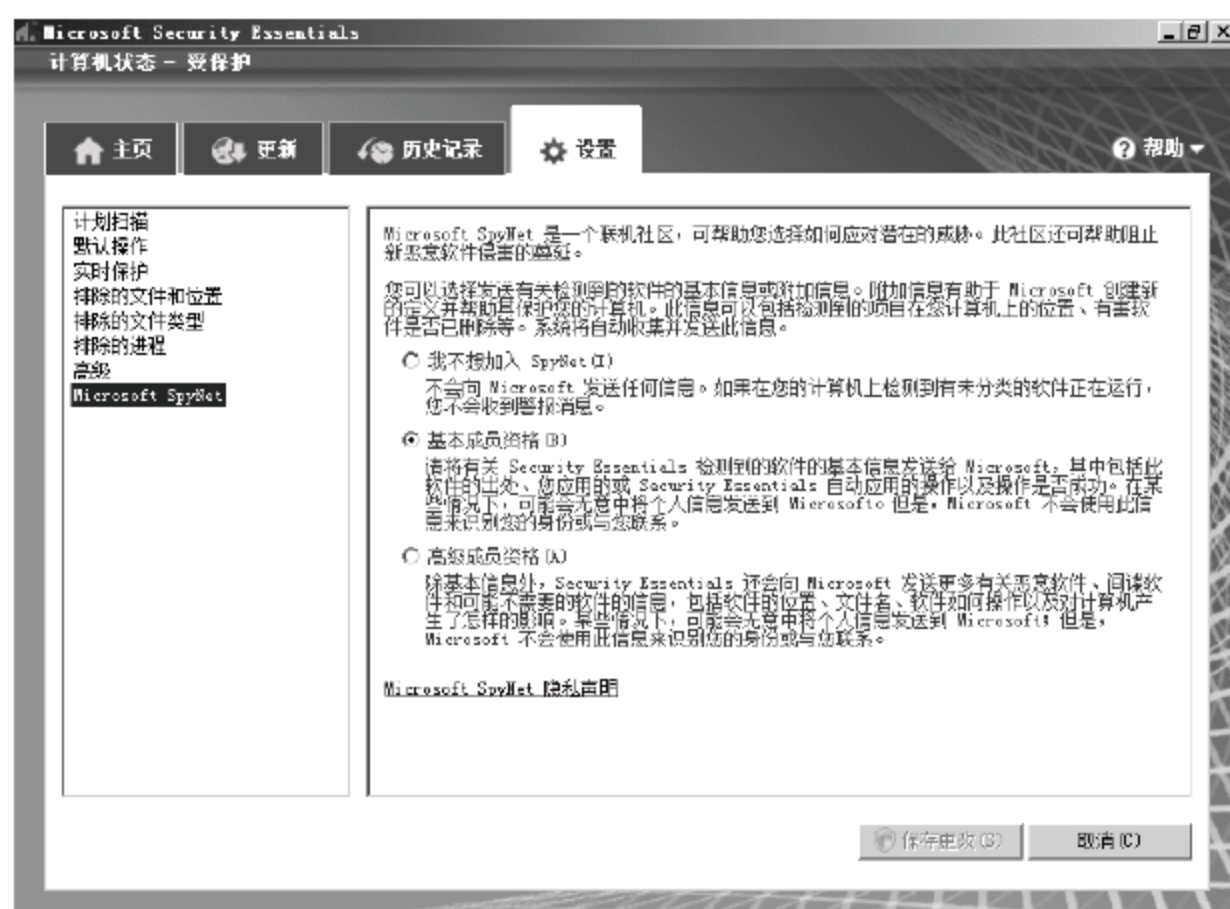 Microsoft Security Essentials
计算机状态 - 受保护
主页
更新
历史记录
设置
帮助
计划扫描
默认操作
实时保护
排除的文件和位置
排除的文件类型
排除的进程
高级
Microsoft SpyNet
Microsoft SpyNet 是一个联机社区，可帮助您选择如何应对潜在的威胁。此社区还可帮助阻止
新恶意软件侵害的蔓延。
您可以选择发送有关检测到的软件的基本信息或附加信息。附加信息有助于 Microsoft 创建新
的定义并帮助其保护您的计算机。此信息可以包括检测到的项目在您计算机上的位置、有害软
件是否已删除等。系统将自动收集并发送此信息。
我不想加入 SpyNet(I)
不会向 Microsoft 发送任何信息。如果在您的计算机上检测到有未分类的软件正在运行，
您不会收到警报消息。
基本成员资格(B)
请将有关 Security Essentials 检测到的软件的基本信息发送给 Microsoft，其中包括此
软件的出处、您应用的或 Security Essentials 自动应用的操作以及操作是否成功。在某
些情况下，可能会无意中将个人信息发送到 Microsoft。但是，Microsoft 不会使用此信
息来识别您的身份或与您联系。
高级成员资格(A)
除基本信息外，Security Essentials 还会向 Microsoft 发送更多有关恶意软件、间谍软
件和可能不需要的软件的信息，包括软件的位置、文件名、软件如何操作以及对计算机产
生了怎样的影响。某些情况下，可能会无意中将个人信息发送到 Microsoft；但是，
Microsoft 不会使用此信息来识别您的身份或与您联系。
Microsoft SpyNet 隐私声明
保存更改(S)
取消(C)